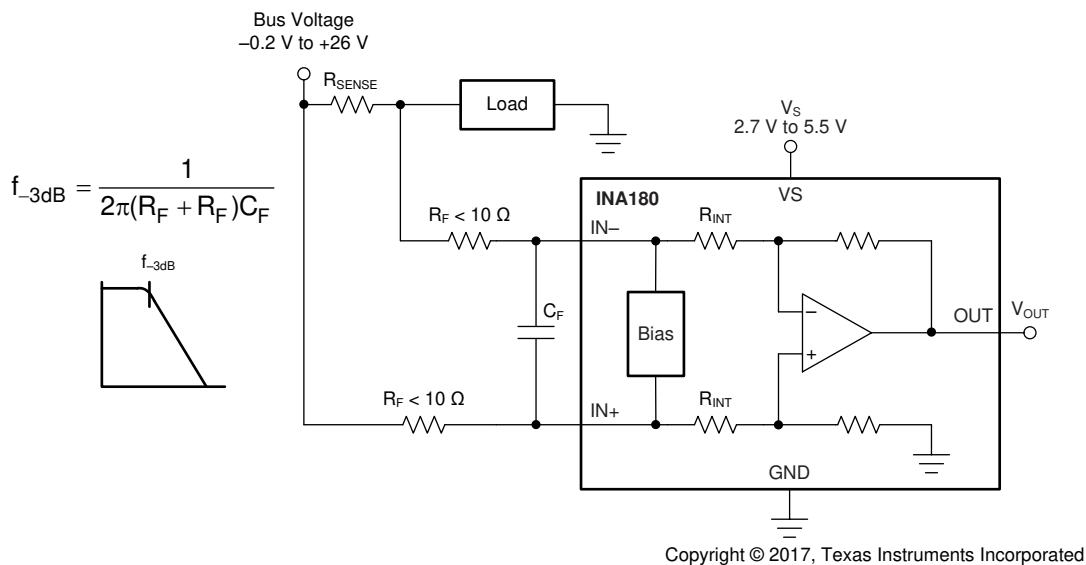 Bus Voltage
–0.2 V to +26 V
R_SENSE
Load
V_S
2.7 V to 5.5 V
f_–3dB = 1 / 2π(R_F + R_F)C_F
INA180
VS
R_F < 10 Ω
IN–
R_INT
f_–3dB
C_F
Bias
–
+
OUT
V_OUT
R_F < 10 Ω
IN+
R_INT
GND
Copyright © 2017, Texas Instruments Incorporated